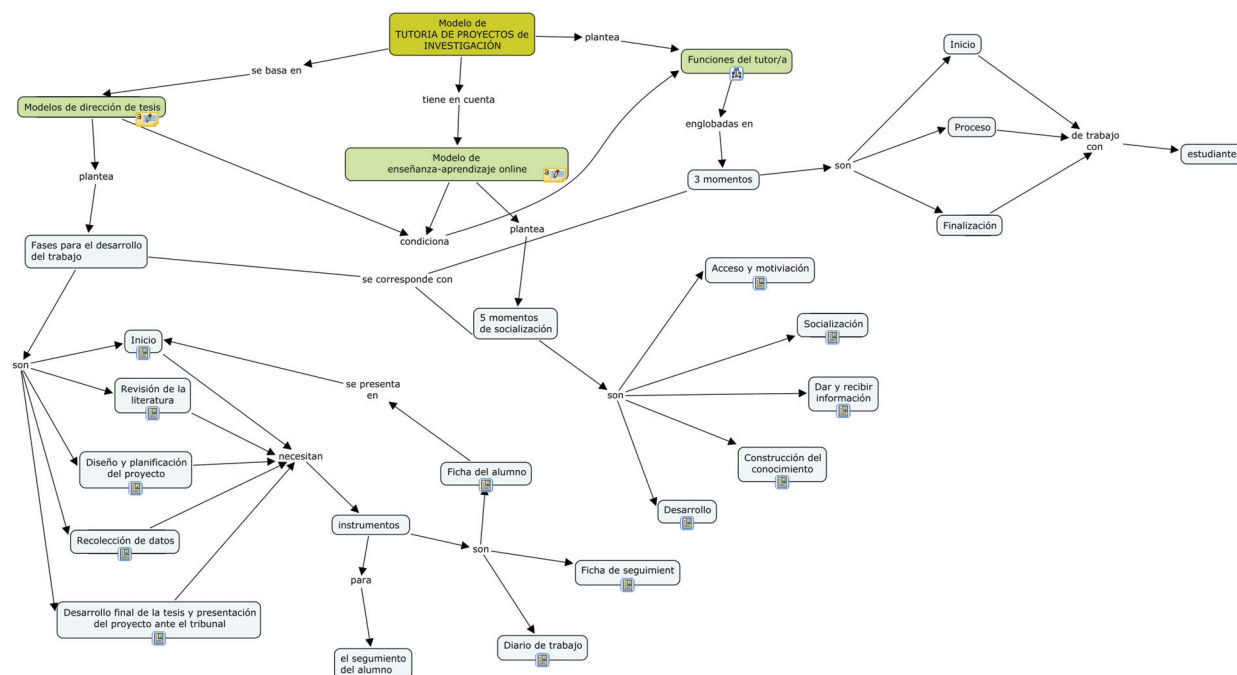 Modelo de
TUTORIA DE PROYECTOS de
INVESTIGACIÓN
plantea
Funciones del tutor/a
se basa en
tiene en cuenta
englobadas en
Modelos de dirección de tesis
plantea
Modelo de
enseñanza-aprendizaje online
3 momentos
son
Inicio
Proceso
Finalización
de trabajo
con
estudiante
condiciona
plantea
Fases para el desarrollo
del trabajo
se corresponde con
5 momentos
de socialización
son
Acceso y motiviación
Socialización
Dar y recibir
información
Construcción del
conocimiento
Desarrollo
son
Inicio
Revisión de la
literatura
Diseño y planificación
del proyecto
Recolección de datos
Desarrollo final de la tesis y presentación
del proyecto ante el tribunal
necesitan
se presenta
en
Ficha del alumno
instrumentos
son
Ficha de seguimient
Diario de trabajo
para
el segumiento
del alumno